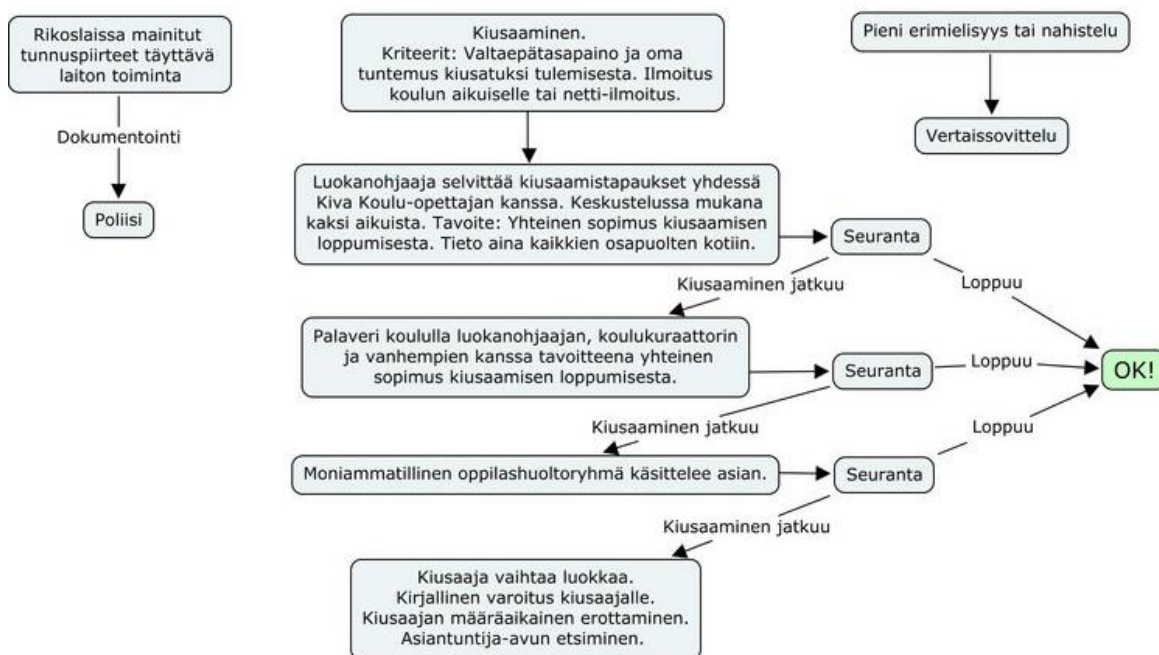 Rikoslaissa mainitut
tunnuspiirteet täyttävä
laiton toiminta
Dokumentointi
Poliisi
Kiusaaminen.
Kriteerit: Valtaepätasapaino ja oma
tuntemus kiusatuksi tulemisesta. Ilmoitus
koulun aikuiselle tai netti-ilmoitus.
Pieni erimielisyys tai nahistelu
Vertaissovittelu
Luokanohjaaja selvittää kiusaamistapaukset yhdessä
Kiva Koulu-opettajan kanssa. Keskustelussa mukana
kaksi aikuista. Tavoite: Yhteinen sopimus kiusaamisen
loppumisesta. Tieto aina kaikkien osapuolten kotiin.
Seuranta
Kiusaaminen jatkuu
Loppuu
Palaveri koululla luokanohjaajan, koulukuraattorin
ja vanhempien kanssa tavoitteena yhteinen
sopimus kiusaamisen loppumisesta.
Seuranta
Loppuu
OK!
Kiusaaminen jatkuu
Loppuu
Moniammatillinen oppilashuoltoryhmä käsittelee asian.
Seuranta
Kiusaaminen jatkuu
Kiusaaja vaihtaa luokkaa.
Kirjallinen varoitus kiusaajalle.
Kiusaajan määräaikainen erottaminen.
Asiantuntija-avun etsiminen.